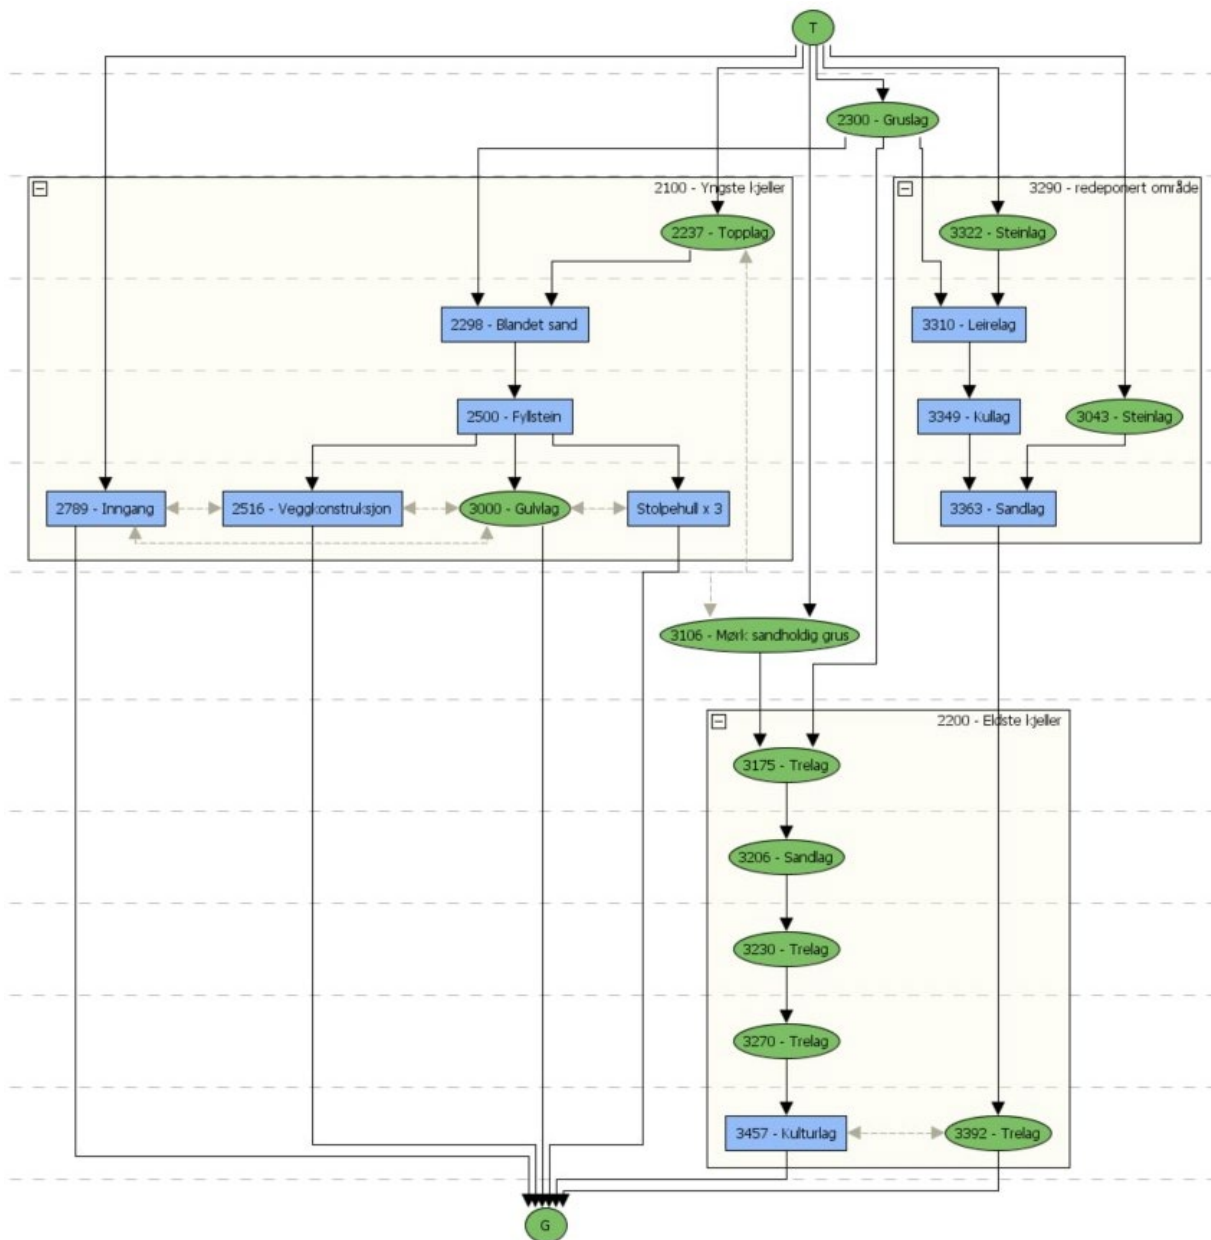 T
2300 - Gruslag
2100 - Yngste kjeller
3290 - redeponert område
2237 - Topplag
3322 - Steinlag
2298 - Blandet sand
3310 - Leirelag
2500 - Fyllstein
3349 - Kullag
3043 - Steinlag
2789 - Inngang
2516 - Veggkonstruksjon
3000 - Gulvlag
Stolpehull x 3
3363 - Sandlag
3106 - Mørk sandholdig grus
2200 - Eldste kjeller
3175 - Trelag
3206 - Sandlag
3230 - Trelag
3270 - Trelag
3457 - Kulturlag
3392 - Trelag
G